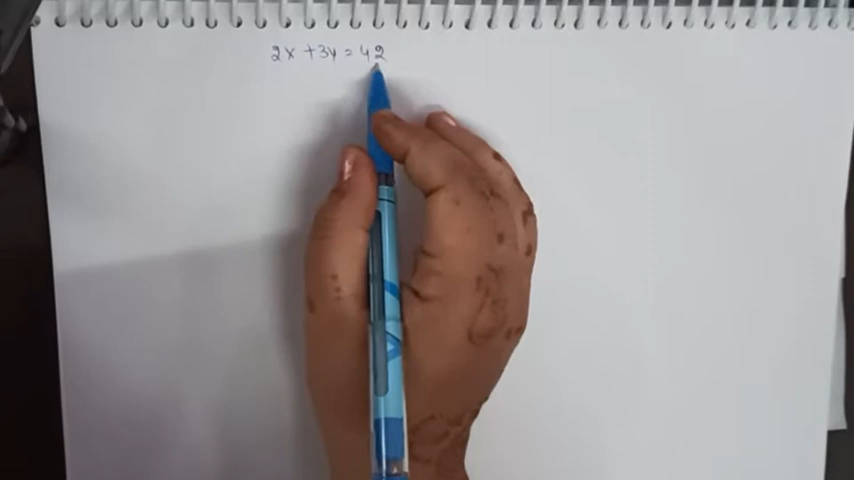 2x + 3y = 42